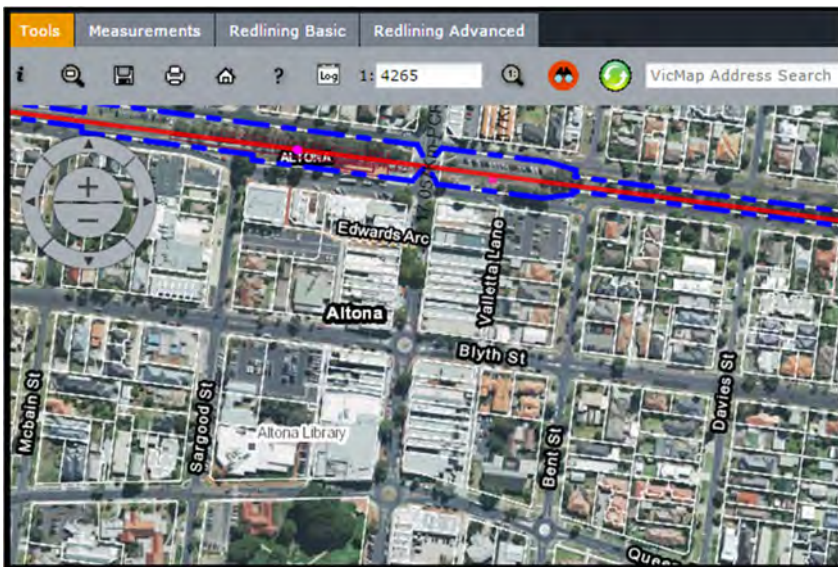 Tools Measurements Redlining Basic Redlining Advanced
i ? Log 1: 4265 VicMap Address Search
ALTONA
Edwards Arc
Valletta Lane
Altona
Blyth St
Mcbain St
Sargood St
Altona Library
Bent St
Davies St